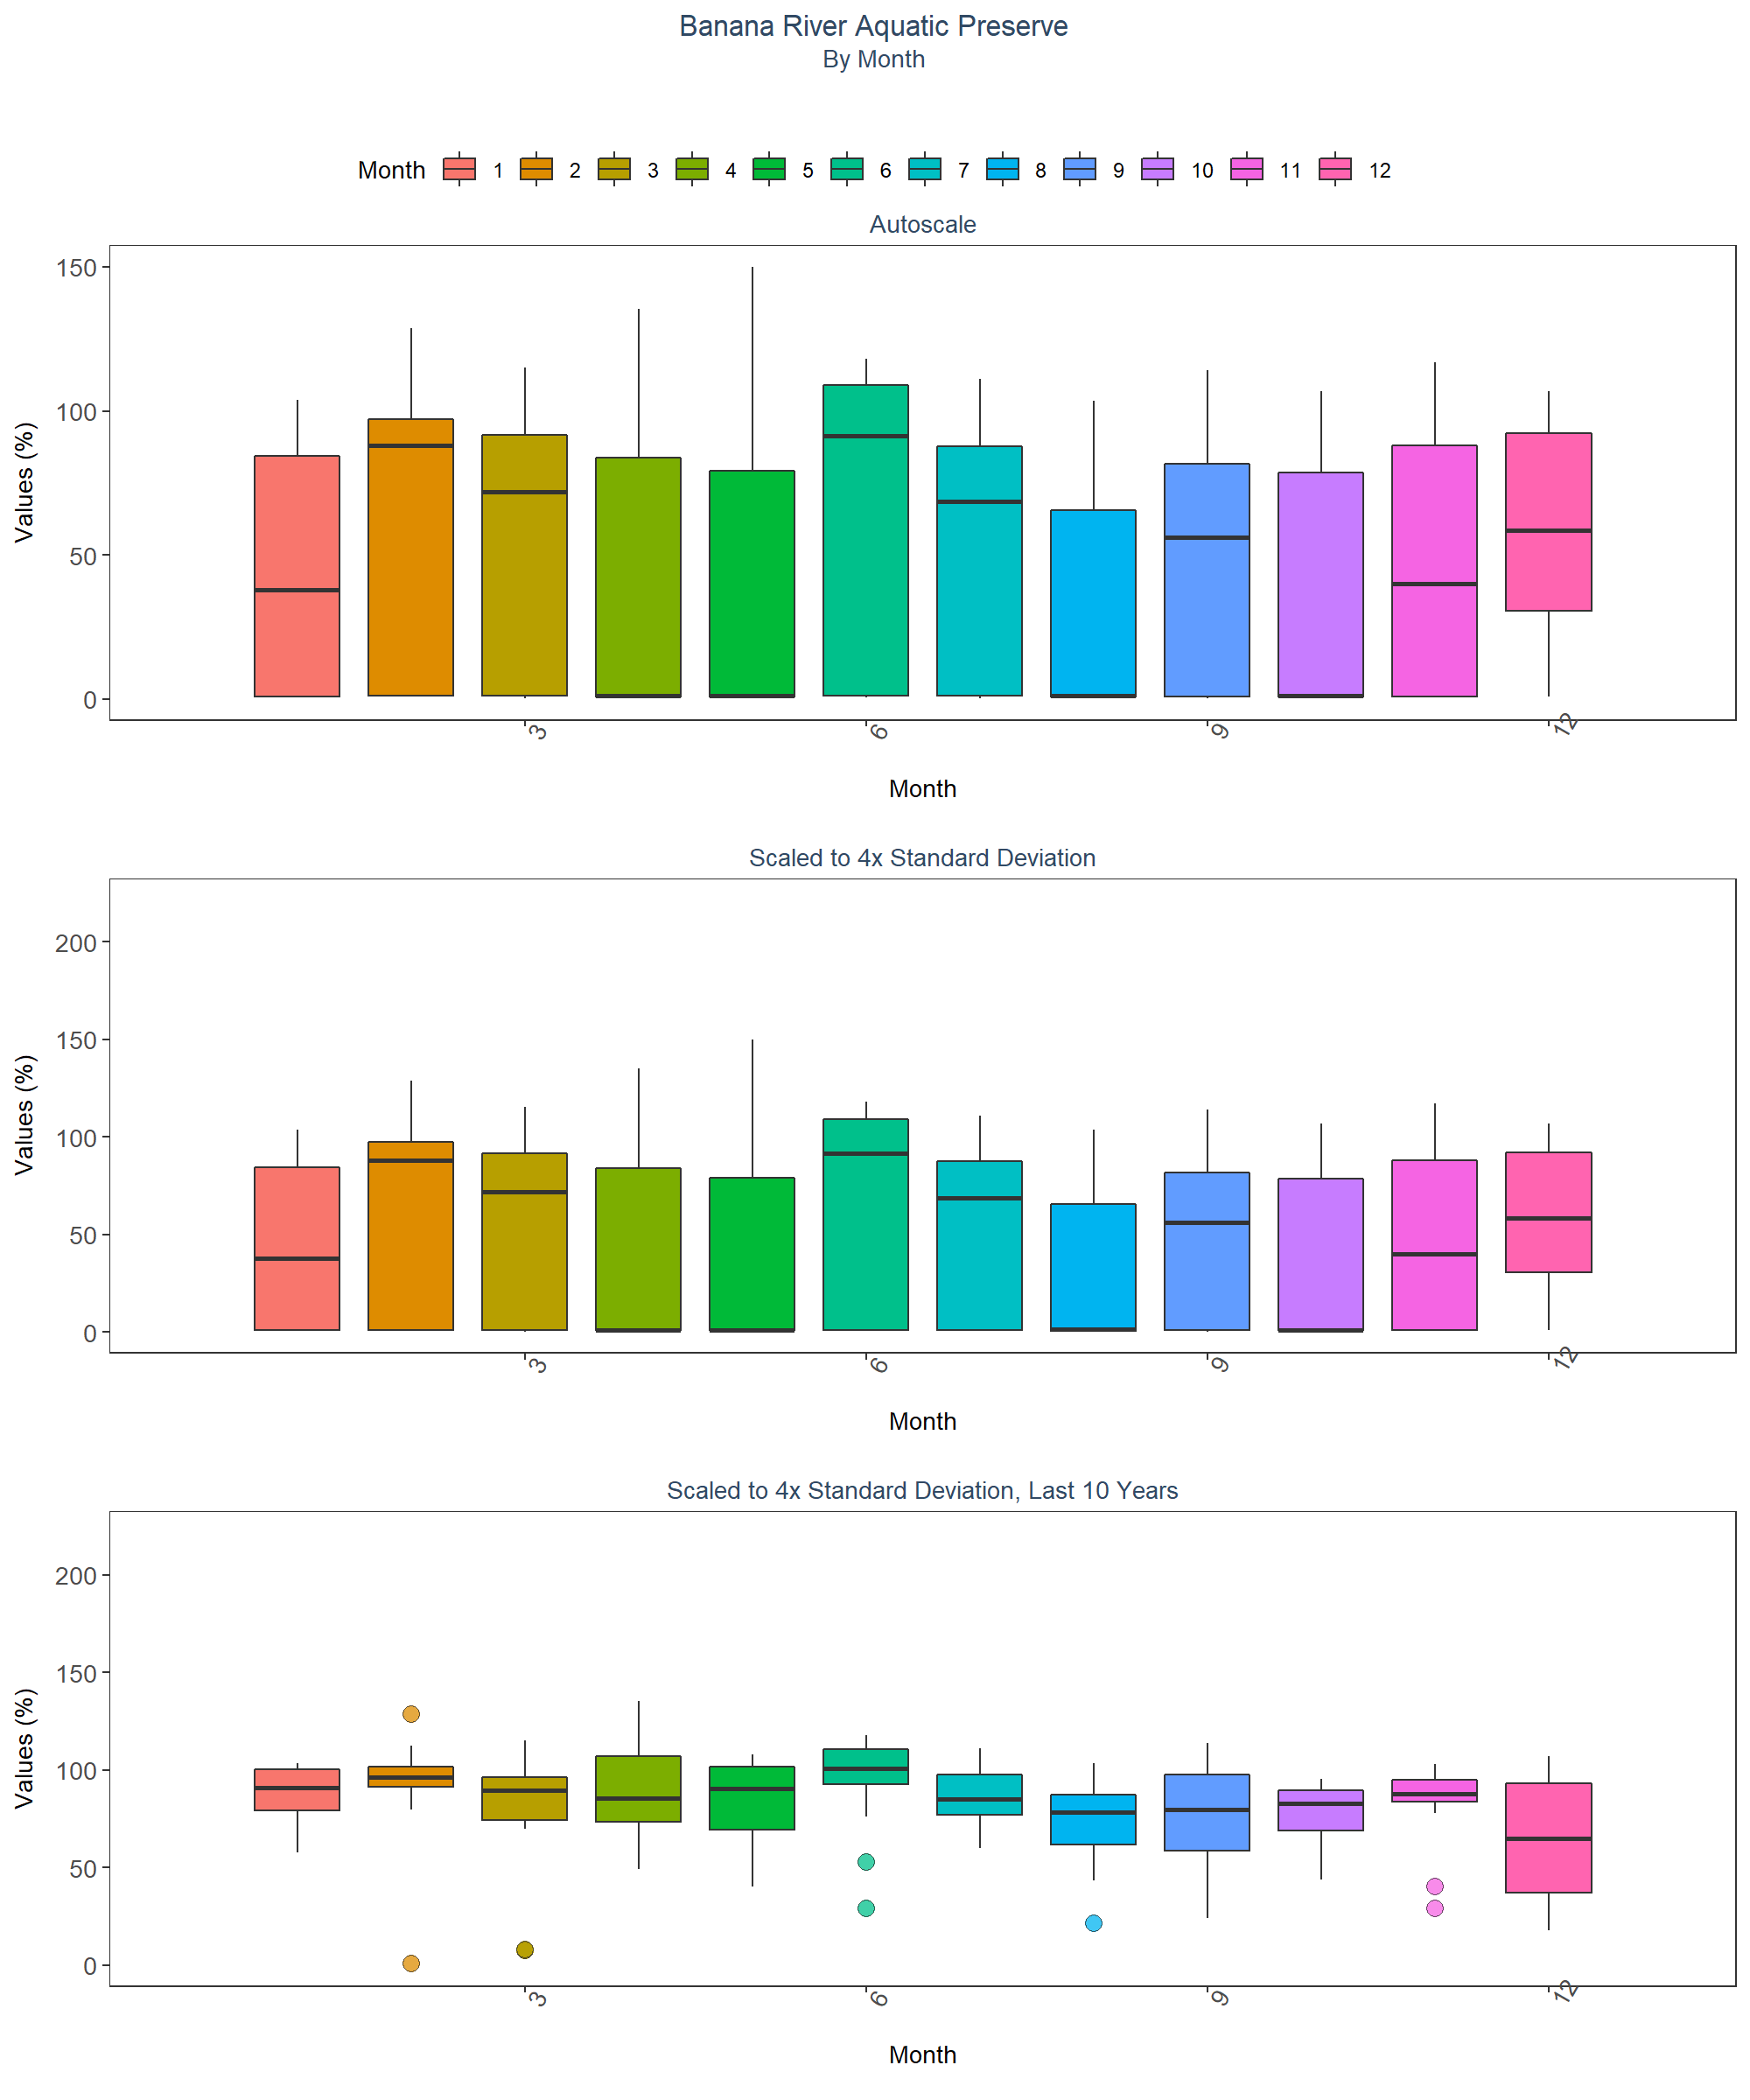 Banana River Aquatic Preserve
By Month
Month 1 2 3 4 5 6 7 8 9 10 11 12
Autoscale
Values (%)
150
100
50
0
3 6 9 12
Month
Scaled to 4x Standard Deviation
Values (%)
200
150
100
50
0
3 6 9 12
Month
Scaled to 4x Standard Deviation, Last 10 Years
Values (%)
200
150
100
50
0
3 6 9 12
Month